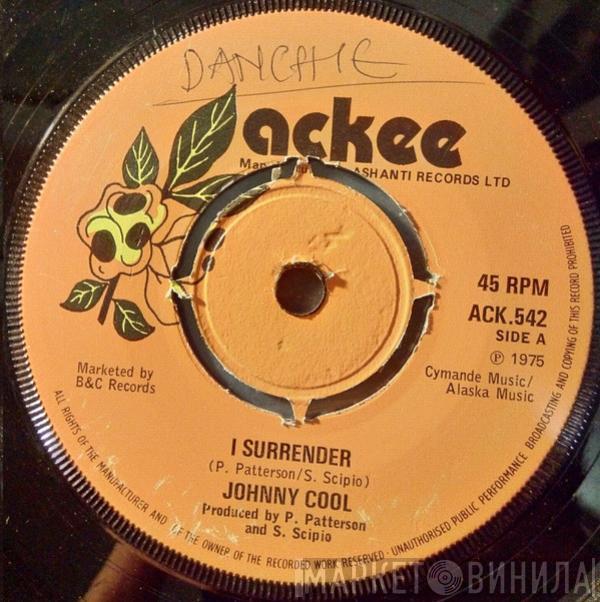 DANCAHE
ackee
ASHANTI RECORDS LTD
45 RPM
ACK.542
SIDE A
Ⓟ 1975
Cymande Music/
Alaska Music
Marketed by
B&C Records
I SURRENDER
(P. Patterson/S. Scipio)
JOHNNY COOL
Produced by P. Patterson
and S. Scipio
ALL RIGHTS OF THE MANUFACTURER AND OF THE OWNER OF THE RECORDED WORK RESERVED · UNAUTHORISED PUBLIC PERFORMANCE BROADCASTING AND COPYING OF THIS RECORD PROHIBITED
МАРКЕТ ВИНИЛА